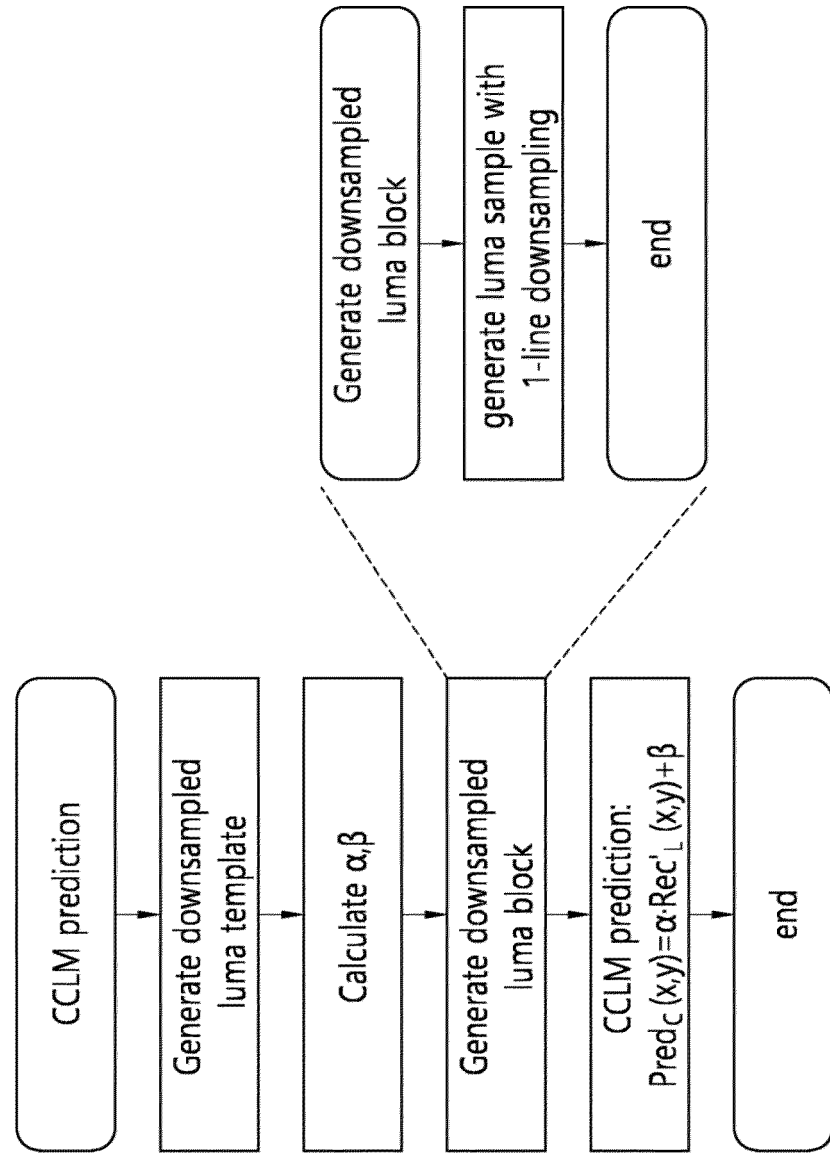 CCLM prediction
Generate downsampled
luma template
Calculate α,β
Generate downsampled
luma block
CCLM prediction:
Pred_C (x,y)=α·Rec'_L (x,y)+β
end
Generate downsampled
luma block
generate luma sample with
1-line downsampling
end